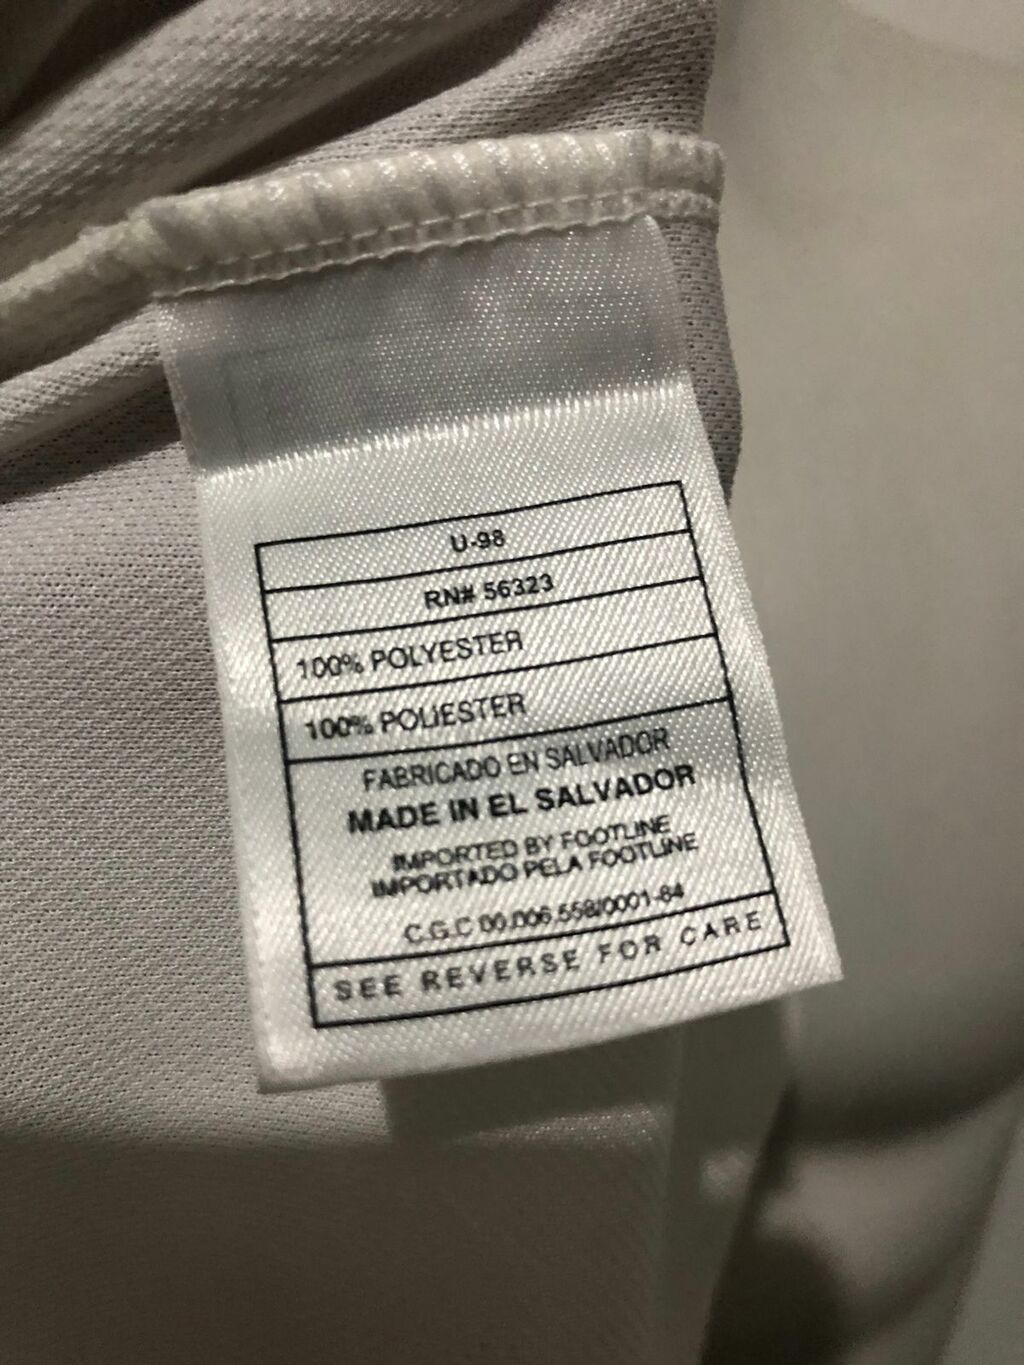 U-98
RN# 56323
100% POLYESTER
100% POLIESTER
FABRICADO EN SALVADOR
MADE IN EL SALVADOR
IMPORTED BY FOOTLINE
IMPORTADO PELA FOOTLINE
C.G.C 00.006.558/0001-84
SEE REVERSE FOR CARE